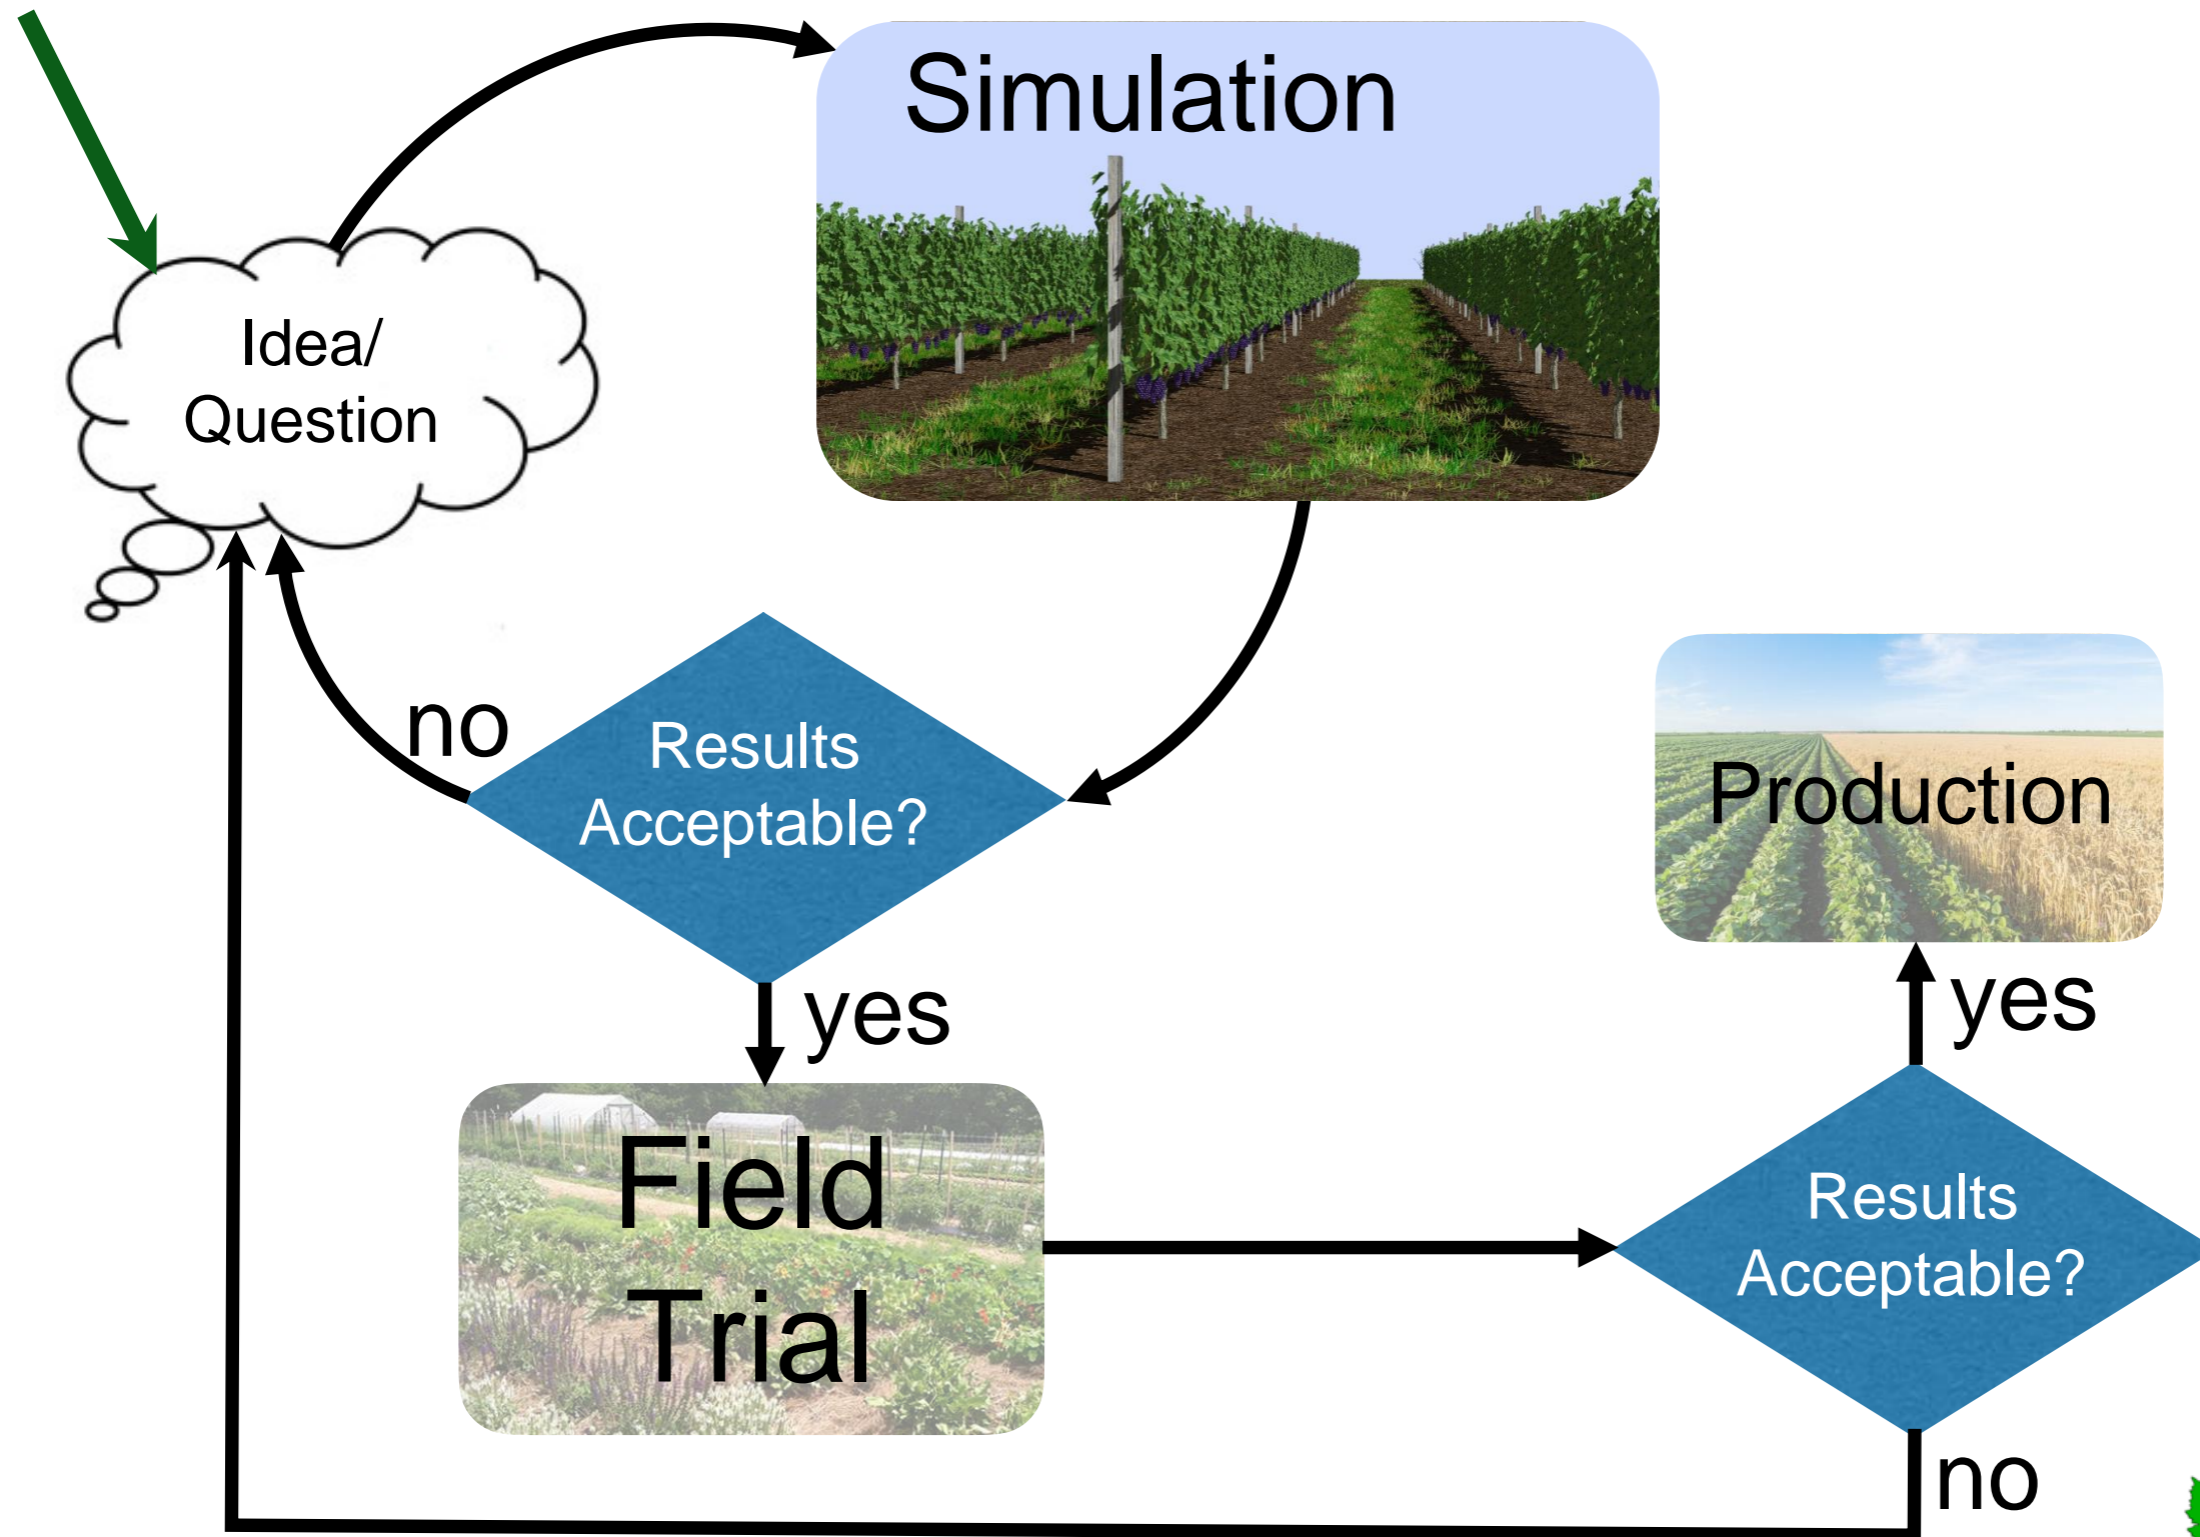 Simulation
Idea/
Question
no
Results
Acceptable?
Production
yes
yes
Field
Trial
Results
Acceptable?
no